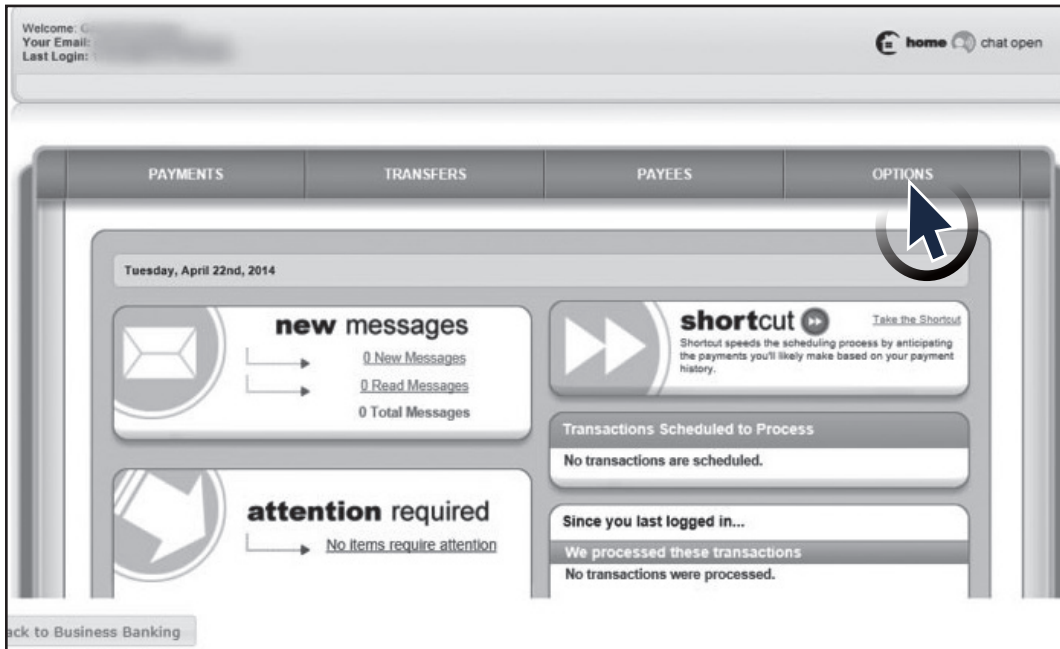 Welcome: G
Your Email:
Last Login:
home chat open
PAYMENTS TRANSFERS PAYEES OPTIONS
Tuesday, April 22nd, 2014
new messages
0 New Messages
0 Read Messages
0 Total Messages
attention required
No items require attention
shortcut Take the Shortcut
Shortcut speeds the scheduling process by anticipating
the payments you'll likely make based on your payment
history.
Transactions Scheduled to Process
No transactions are scheduled.
Since you last logged in...
We processed these transactions
No transactions were processed.
ack to Business Banking